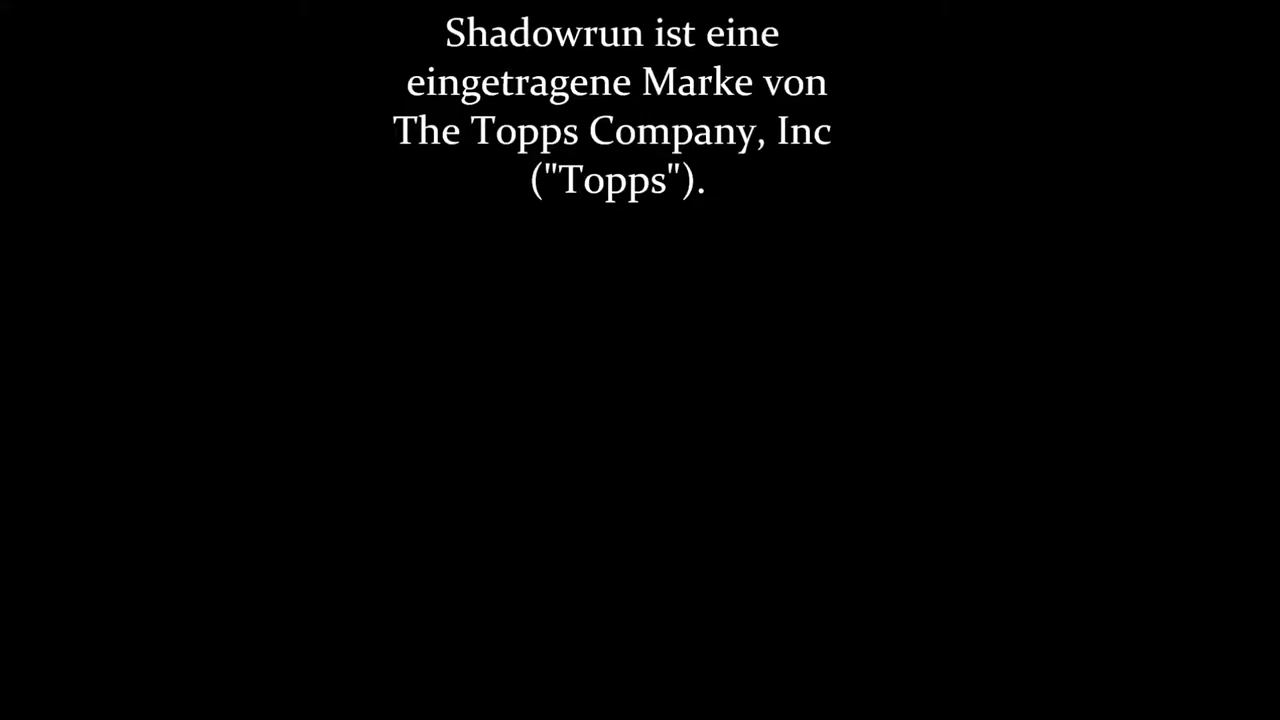 Shadowrun ist eine
eingetragene Marke von
The Topps Company, Inc
("Topps").